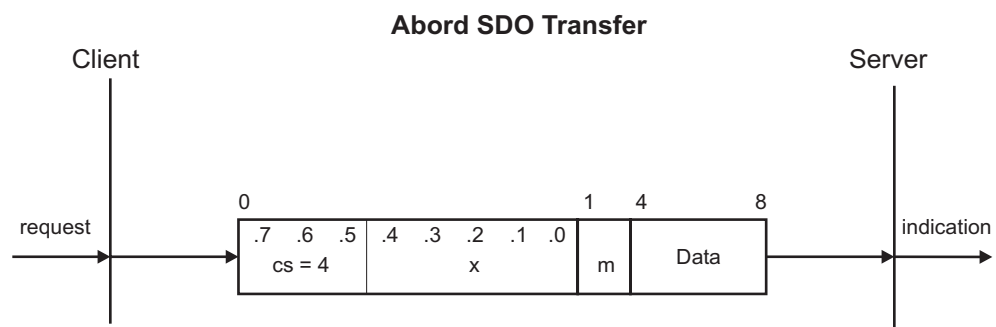 Abord SDO Transfer
Client Server
0 1 4 8
request .7 .6 .5 .4 .3 .2 .1 .0 indication
cs = 4 x m Data